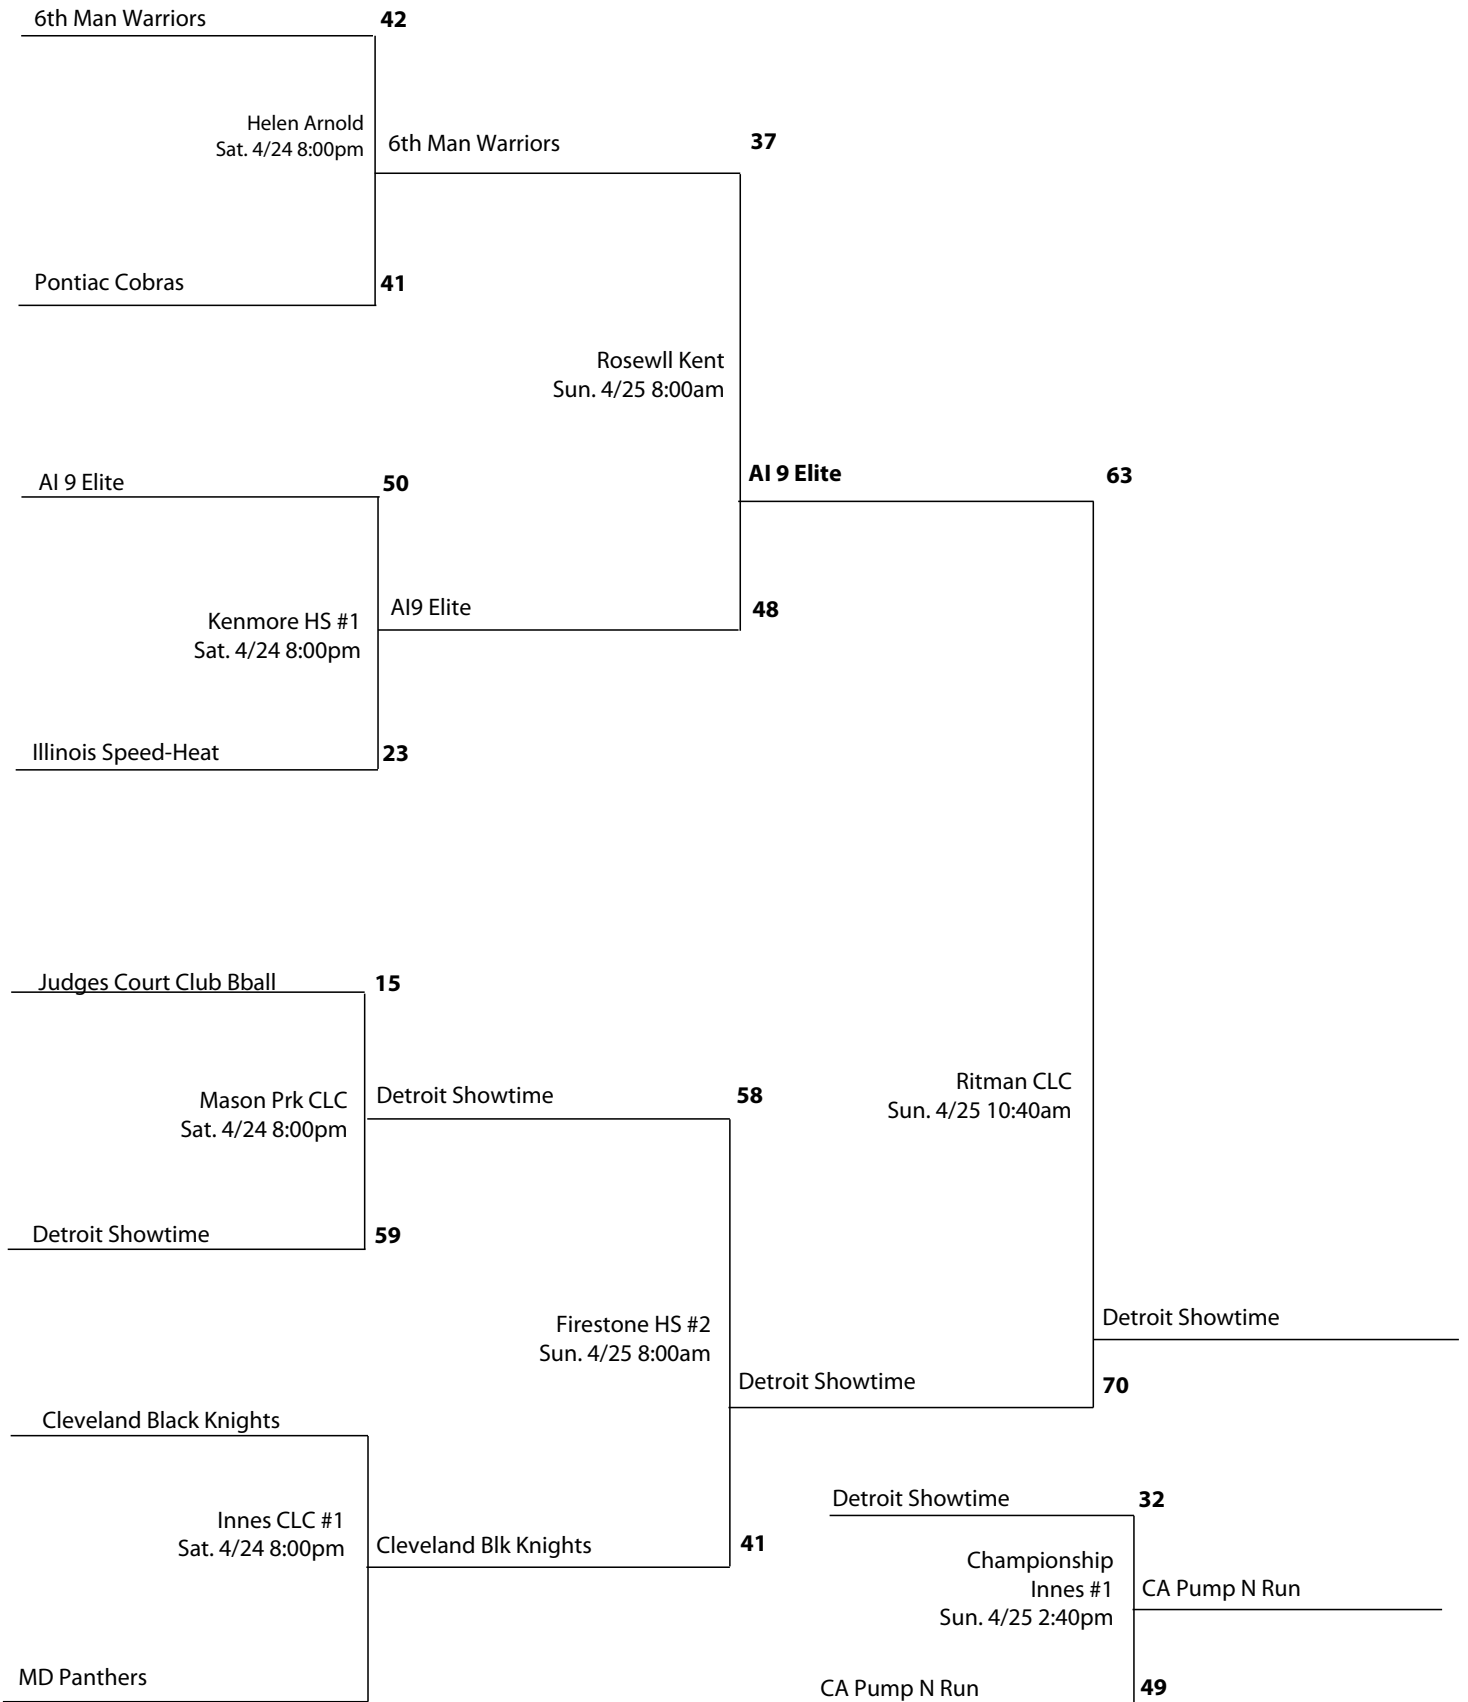 6th Man Warriors 42
Helen Arnold
Sat. 4/24 8:00pm
6th Man Warriors 37
Pontiac Cobras 41
Rosewll Kent
Sun. 4/25 8:00am
AI 9 Elite 50
AI 9 Elite 63
Kenmore HS #1
Sat. 4/24 8:00pm
AI9 Elite 48
Illinois Speed-Heat 23
Judges Court Club Bball 15
Mason Prk CLC
Sat. 4/24 8:00pm
Detroit Showtime 58
Ritman CLC
Sun. 4/25 10:40am
Detroit Showtime 59
Firestone HS #2
Sun. 4/25 8:00am
Detroit Showtime
Detroit Showtime 70
Cleveland Black Knights
Innes CLC #1
Sat. 4/24 8:00pm
Cleveland Blk Knights 41
Detroit Showtime 32
Championship
Innes #1
Sun. 4/25 2:40pm
CA Pump N Run
MD Panthers
CA Pump N Run 49